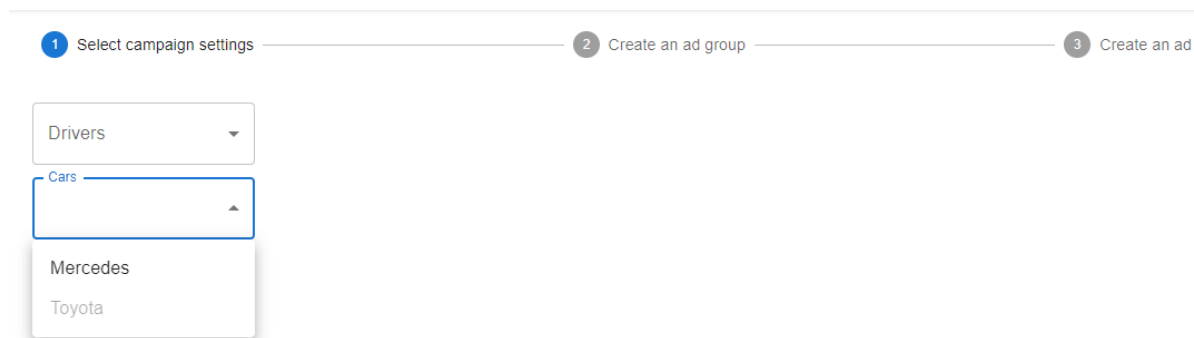 1 Select campaign settings 2 Create an ad group 3 Create an ad
Drivers
Cars
Mercedes
Toyota